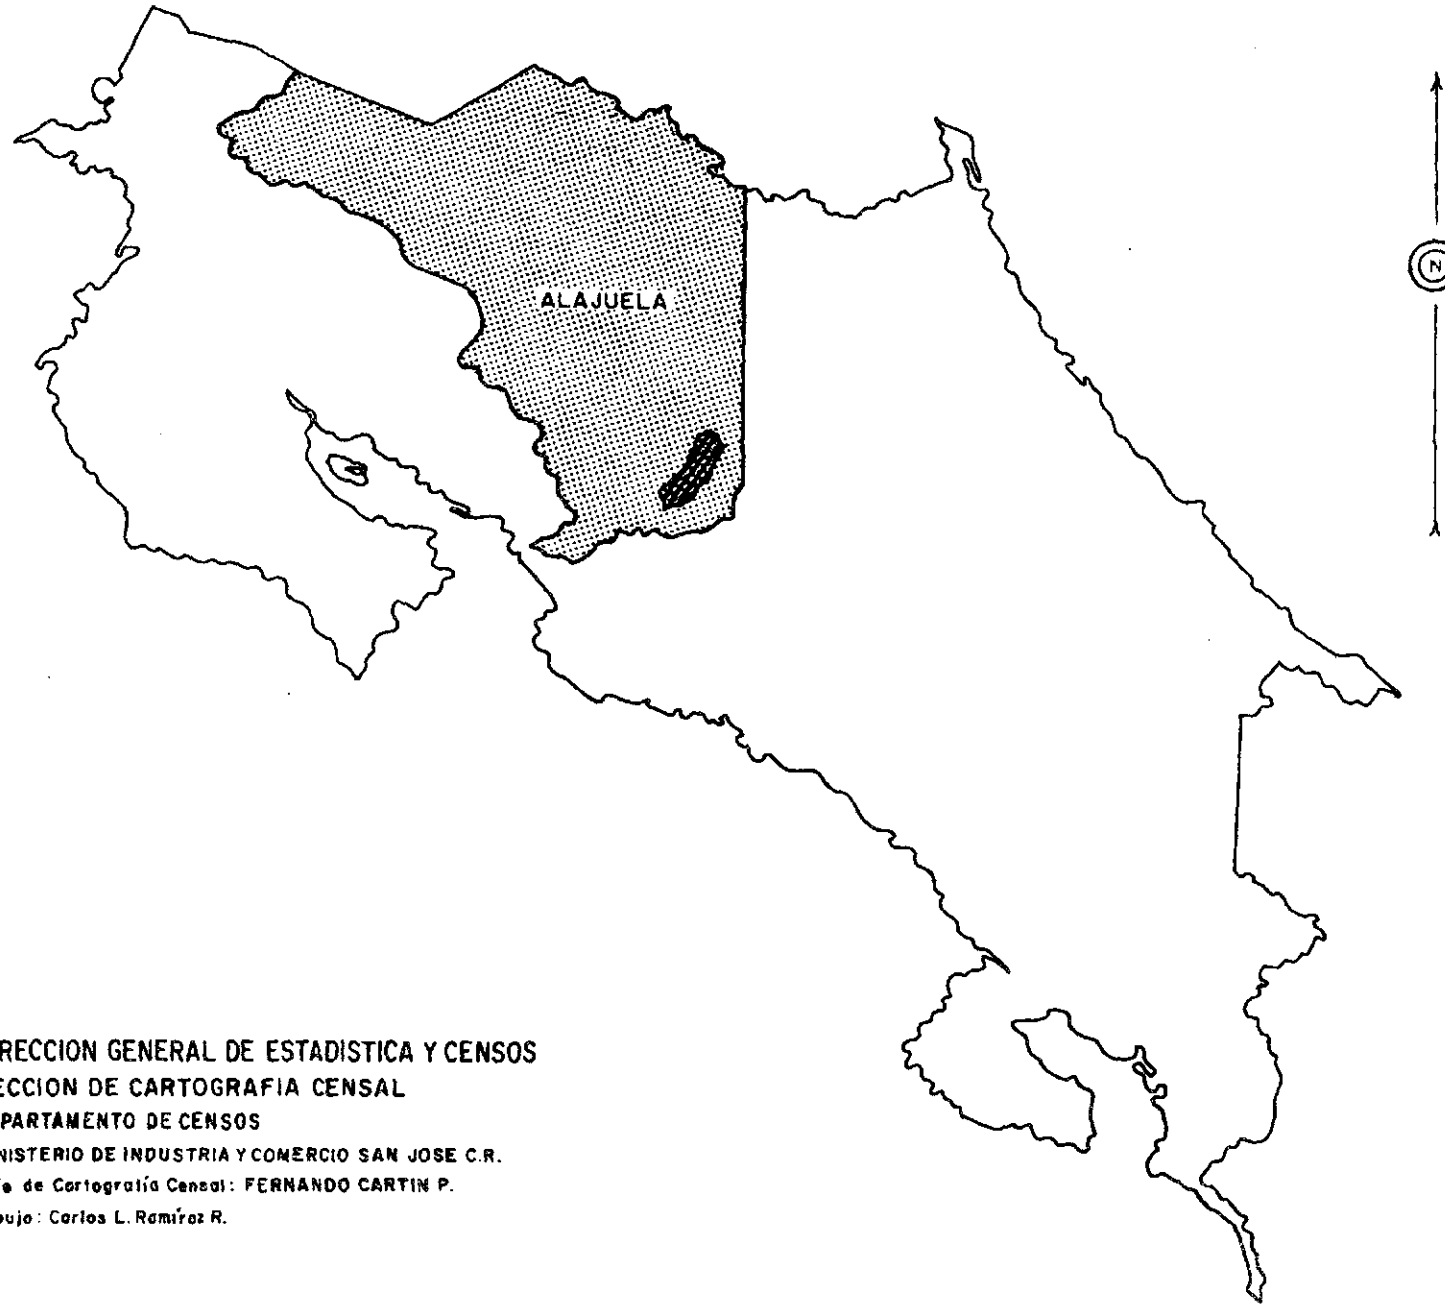 ALAJUELA
N
RECCION GENERAL DE ESTADISTICA Y CENSOS
ECCION DE CARTOGRAFIA CENSAL
PARTAMENTO DE CENSOS
NISTERIO DE INDUSTRIA Y COMERCIO SAN JOSE C.R.
e de Cartografía Censal: FERNANDO CARTIN P.
ujo: Carlos L. Ramírez R.